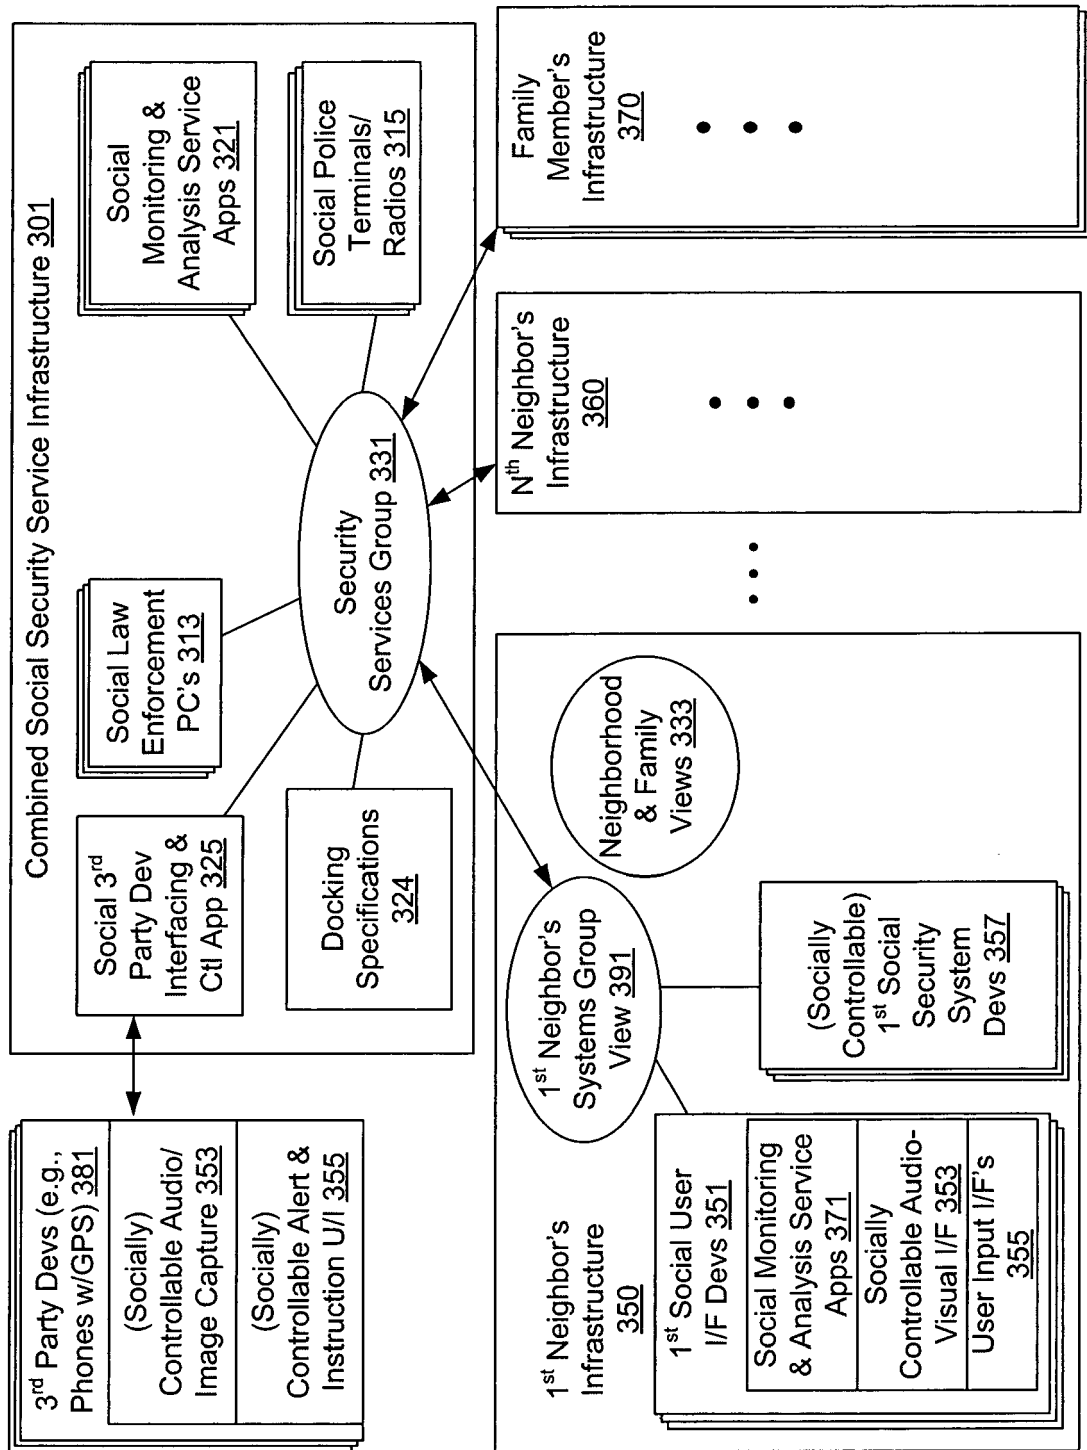 3rd Party Devs (e.g.,
Phones w/GPS) 381
(Socially)
Controllable Audio/
Image Capture 353
(Socially)
Controllable Alert &
Instruction U/I 355
Combined Social Security Service Infrastructure 301
Social 3rd
Party Dev
Interfacing &
Ctl App 325
Social Law
Enforcement
PC's 313
Social
Monitoring &
Analysis Service
Apps 321
Docking
Specifications
324
Security
Services Group 331
Social Police
Terminals/
Radios 315
1st Neighbor's
Infrastructure
350
1st Neighbor's
Systems Group
View 391
Neighborhood
& Family
Views 333
1st Social User
I/F Devs 351
Social Monitoring
& Analysis Service
Apps 371
Socially
Controllable Audio-
Visual I/F 353
User Input I/F's
355
(Socially
Controllable)
1st Social
Security
System
Devs 357
Nth Neighbor's
Infrastructure
360
Family
Member's
Infrastructure
370